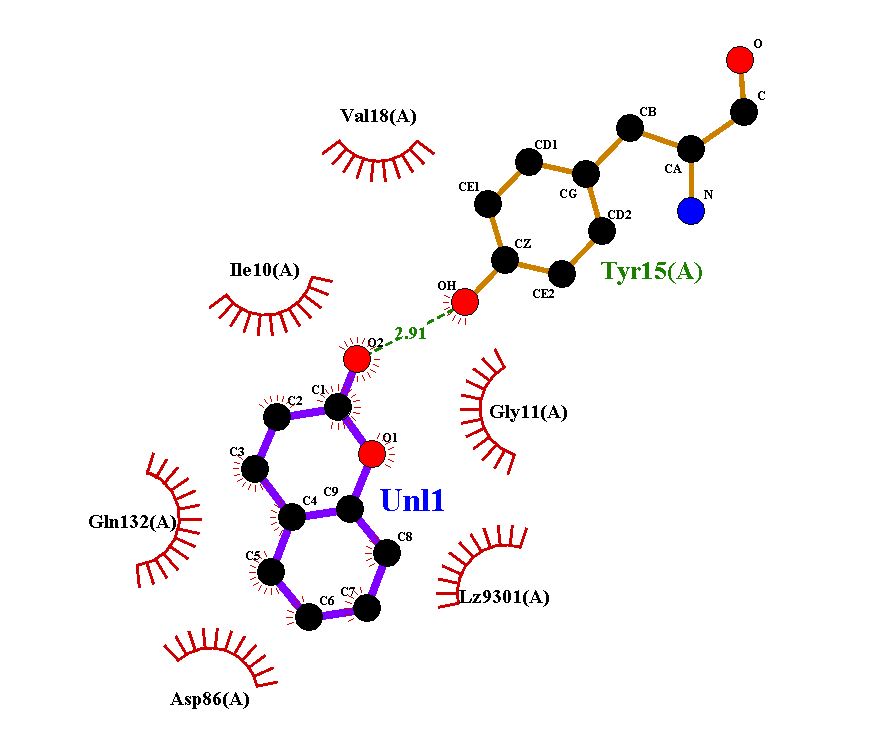 O
C
CB
Val18(A)
CD1
CA
CE1
CG
N
CD2
CZ
Ile10(A)
Tyr15(A)
OH
CE2
2.91
O2
C1
C2
Gly11(A)
O1
C3
C9
Unl1
C4
Gln132(A)
C8
C5
C7
C6
Lz9301(A)
Asp86(A)